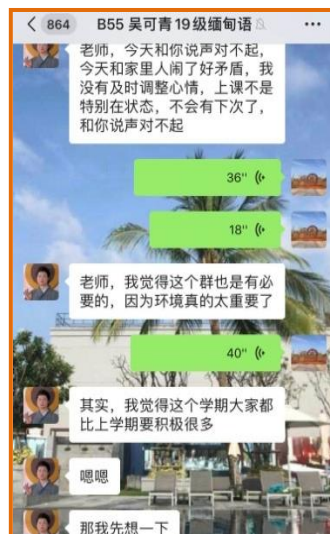 864
B55 吴可青19级缅甸语
老师，今天和你说声对不起，
今天和家里人闹了好矛盾，我
没有及时调整心情，上课不是
特别在状态，不会有下次了，
和你说声对不起
36"
18"
老师，我觉得这个群也是有必
要的，因为环境真的太重要了
40"
其实，我觉得这个学期大家都
比上学期要积极很多
嗯嗯
那我先想一下